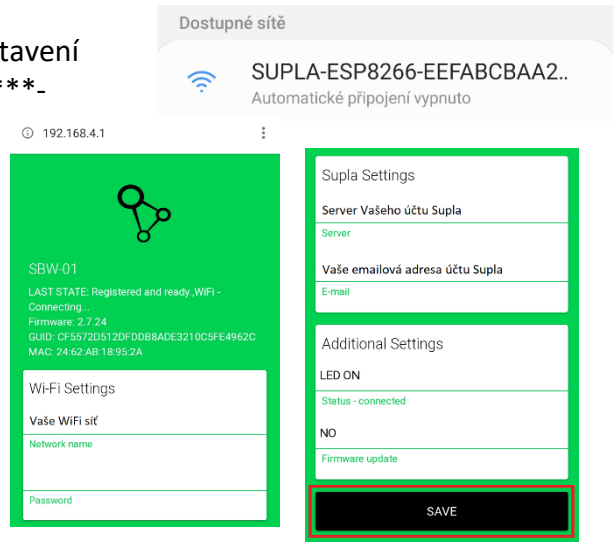 Dostupné sítě
tavení
***-
SUPLA-ESP8266-EEFABCBAA2..
Automatické připojení vypnuto
192.168.4.1
SBW-01
LAST STATE: Registered and ready.,WiFi -
Connecting...
Firmware: 2.7.24
GUID: CF5572D512DFDDB8ADE3210C5FE4962C
MAC: 24:62:AB:18:95:2A
Wi-Fi Settings
Vaše WiFi síť
Network name
Password
Supla Settings
Server Vašeho účtu Supla
Server
Vaše emailová adresa účtu Supla
E-mail
Additional Settings
LED ON
Status - connected
NO
Firmware update
SAVE